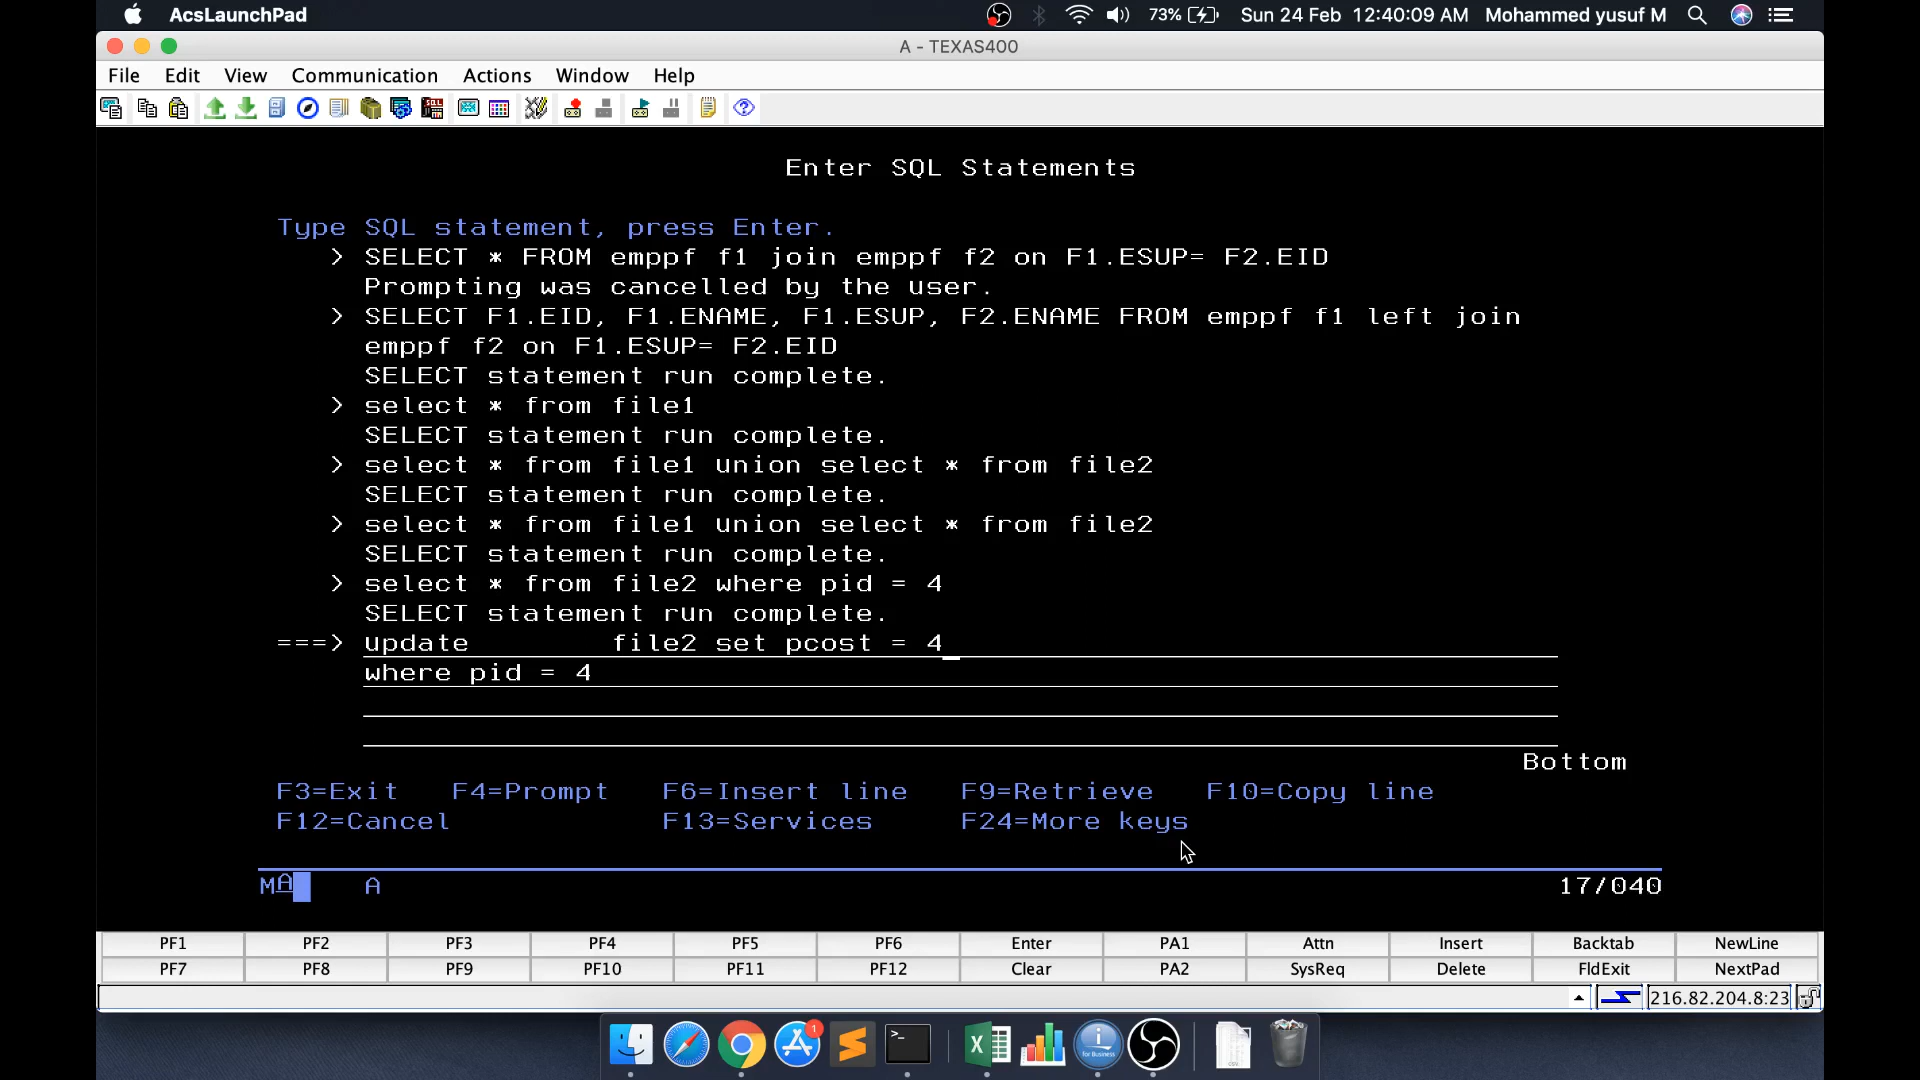 AcsLaunchPad 73% Sun 24 Feb 12:40:09 AM Mohammed yusuf M
A - TEXAS400
File Edit View Communication Actions Window Help
SQL
Enter SQL Statements
Type SQL statement, press Enter.
> SELECT * FROM emppf f1 join emppf f2 on F1.ESUP= F2.EID
Prompting was cancelled by the user.
> SELECT F1.EID, F1.ENAME, F1.ESUP, F2.ENAME FROM emppf f1 left join
emppf f2 on F1.ESUP= F2.EID
SELECT statement run complete.
> select * from file1
SELECT statement run complete.
> select * from file1 union select * from file2
SELECT statement run complete.
> select * from file1 union select * from file2
SELECT statement run complete.
> select * from file2 where pid = 4
SELECT statement run complete.
===> update file2 set pcost = 4
where pid = 4
Bottom
F3=Exit F4=Prompt F6=Insert line F9=Retrieve F10=Copy line
F12=Cancel F13=Services F24=More keys
MA A 17/040
PF1 PF2 PF3 PF4 PF5 PF6 Enter PA1 Attn Insert Backtab NewLine
PF7 PF8 PF9 PF10 PF11 PF12 Clear PA2 SysReq Delete FldExit NextPad
216.82.204.8:23
1
for Business